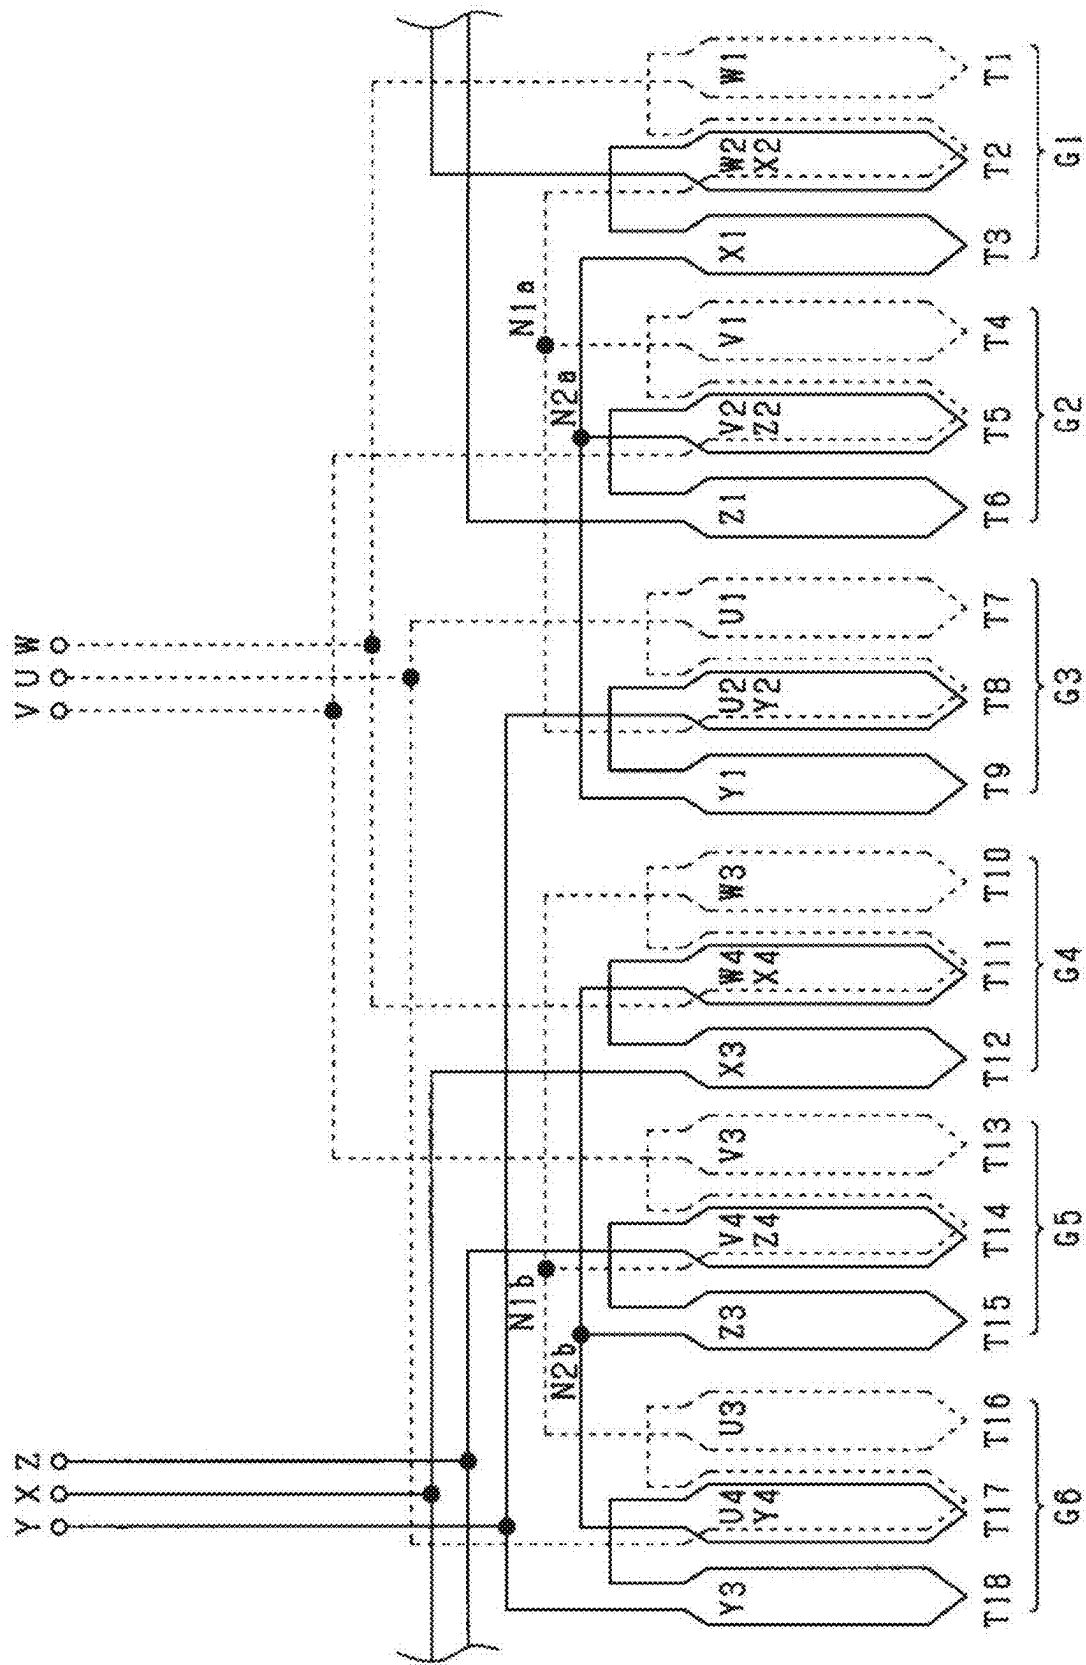 Y X Z
V U W
N1a
N2a
N1b
N2b
Y3
U4
Y4
U3
Z3
V4
Z4
V3
X3
W4
X4
W3
Y1
U2
Y2
U1
Z1
V2
Z2
V1
X1
W2
X2
W1
T18 T17 T16 T15 T14 T13 T12 T11 T10 T9 T8 T7 T6 T5 T4 T3 T2 T1
G6 G5 G4 G3 G2 G1